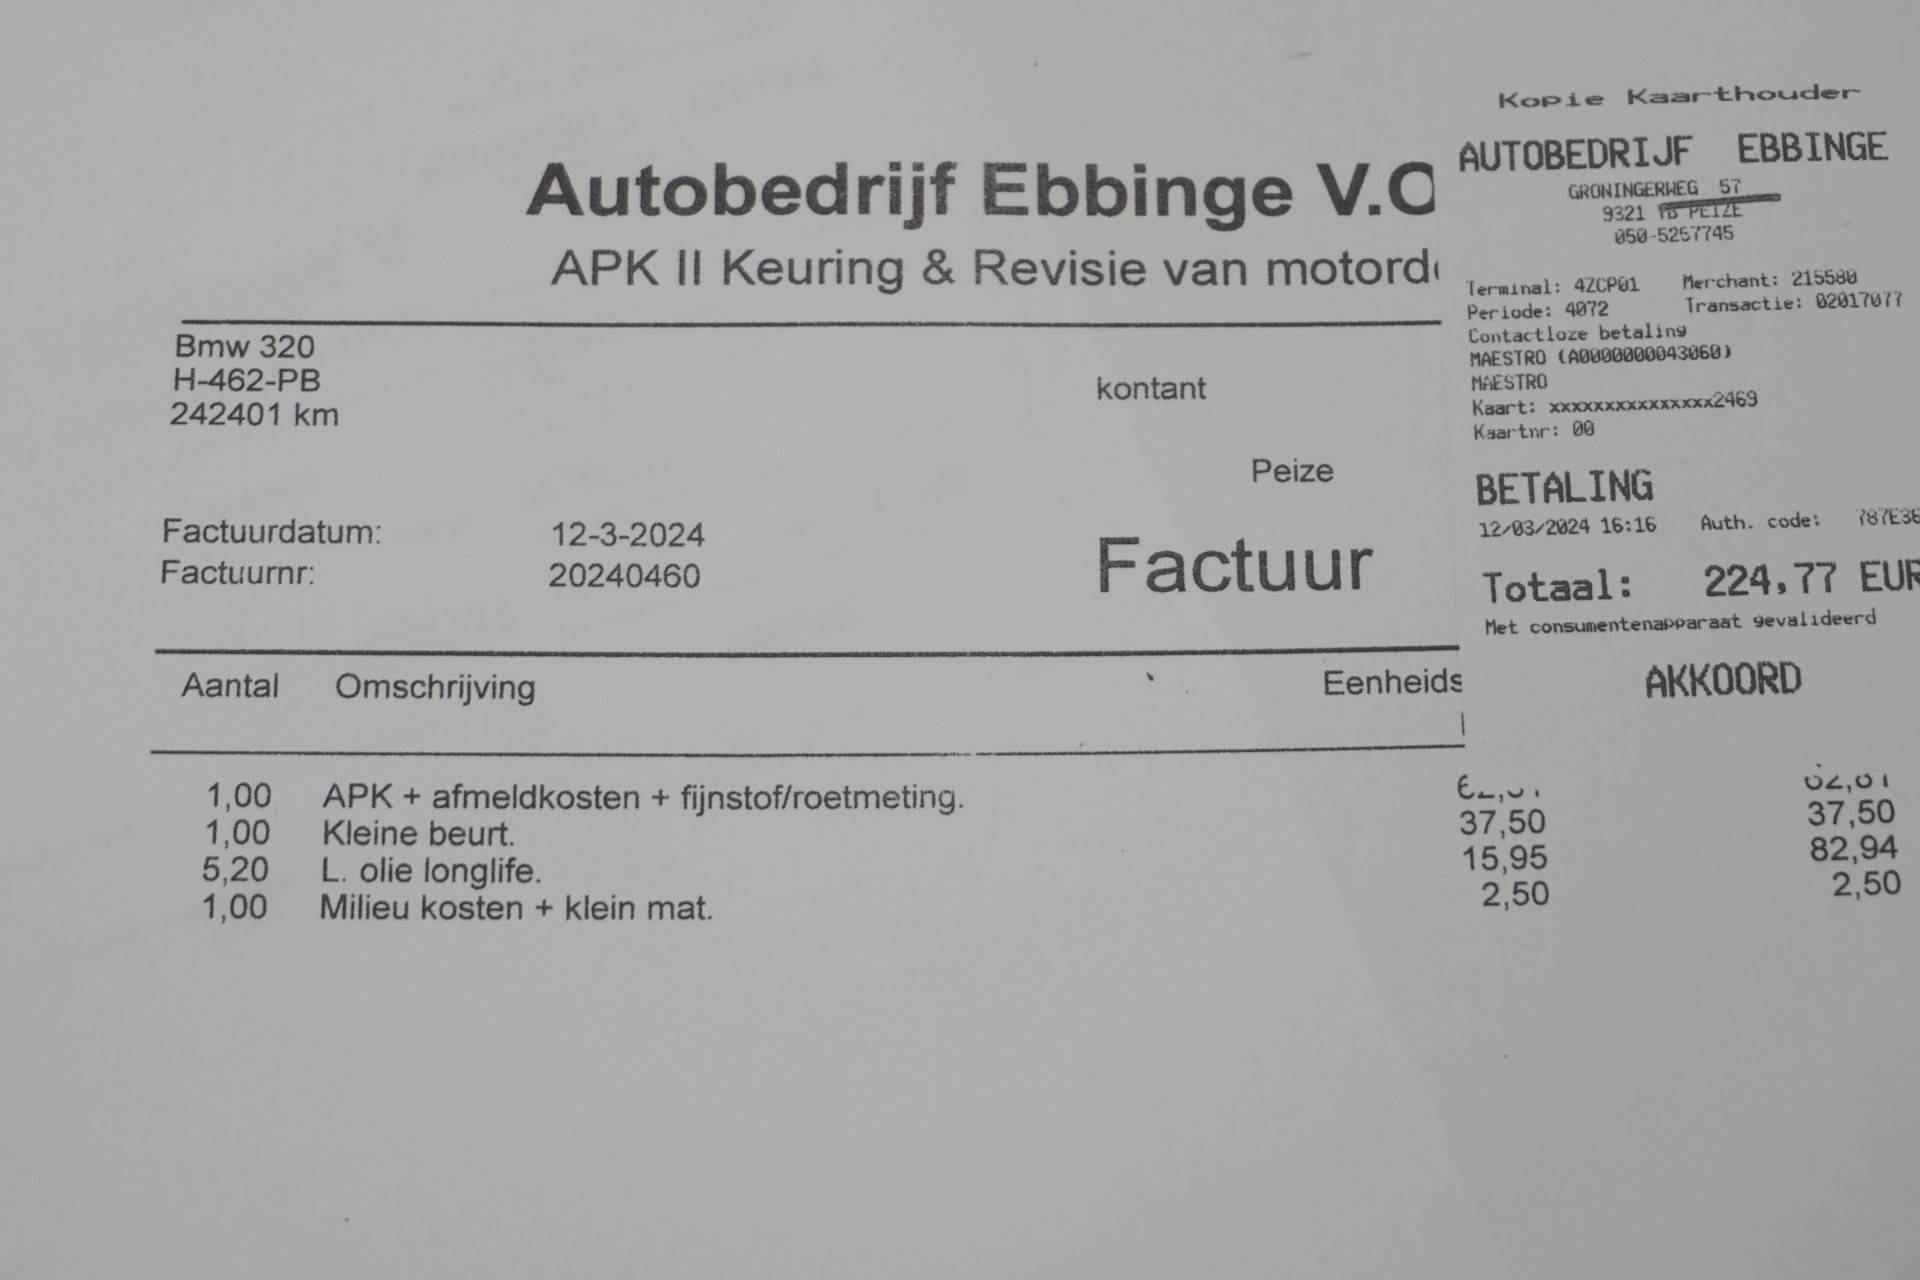 Kopie Kaarthouder
AUTOBEDRIJF EBBINGE
GRONINGERWEG 57
9321 PEIZE
050-5257745
Terminal: 4ZCP01 Merchant: 215580
Periode: 4072 Transactie: 02017077
Contactloze betaling
MAESTRO (A0000000043060)
MAESTRO
Kaart: xxxxxxxxxxxxxxx2469
Kaartnr: 00
BETALING
12/03/2024 16:16 Auth. code: 787E36
Totaal: 224,77 EUR
Met consumentenapparaat gevalideerd
AKKOORD
Autobedrijf Ebbinge V.O
APK II Keuring & Revisie van motord
Bmw 320
H-462-PB
242401 km
kontant
Peize
Factuurdatum: 12-3-2024
Factuurnr: 20240460
Factuur
Aantal Omschrijving Eenheids
1,00 APK + afmeldkosten + fijnstof/roetmeting.
1,00 Kleine beurt. 37,50 37,50
5,20 L. olie longlife. 15,95 82,94
1,00 Milieu kosten + klein mat. 2,50 2,50